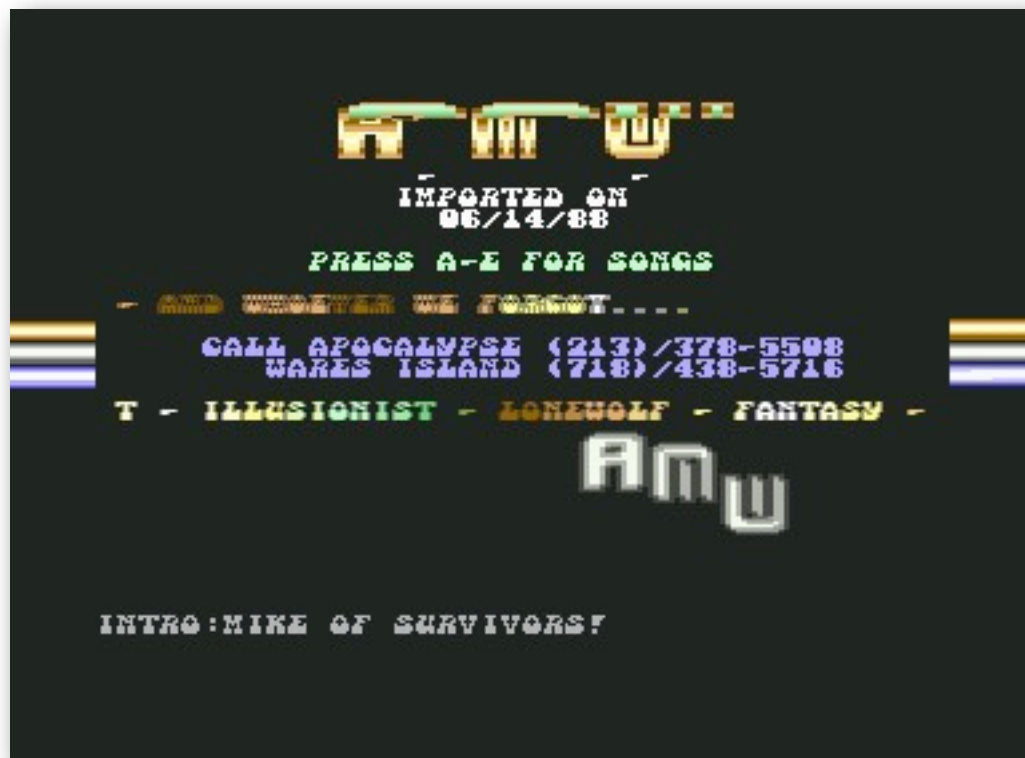 AMW
IMPORTED ON
06/14/88
PRESS A-E FOR SONGS
- AND WHOEVER WE FORGOT....
CALL APOCALYPSE (213)/378-5508
WARES ISLAND (718)/438-5716
T - ILLUSIONIST - LONEWOLF - FANTASY -
AMW
INTRO:MIKE OF SURVIVORS!